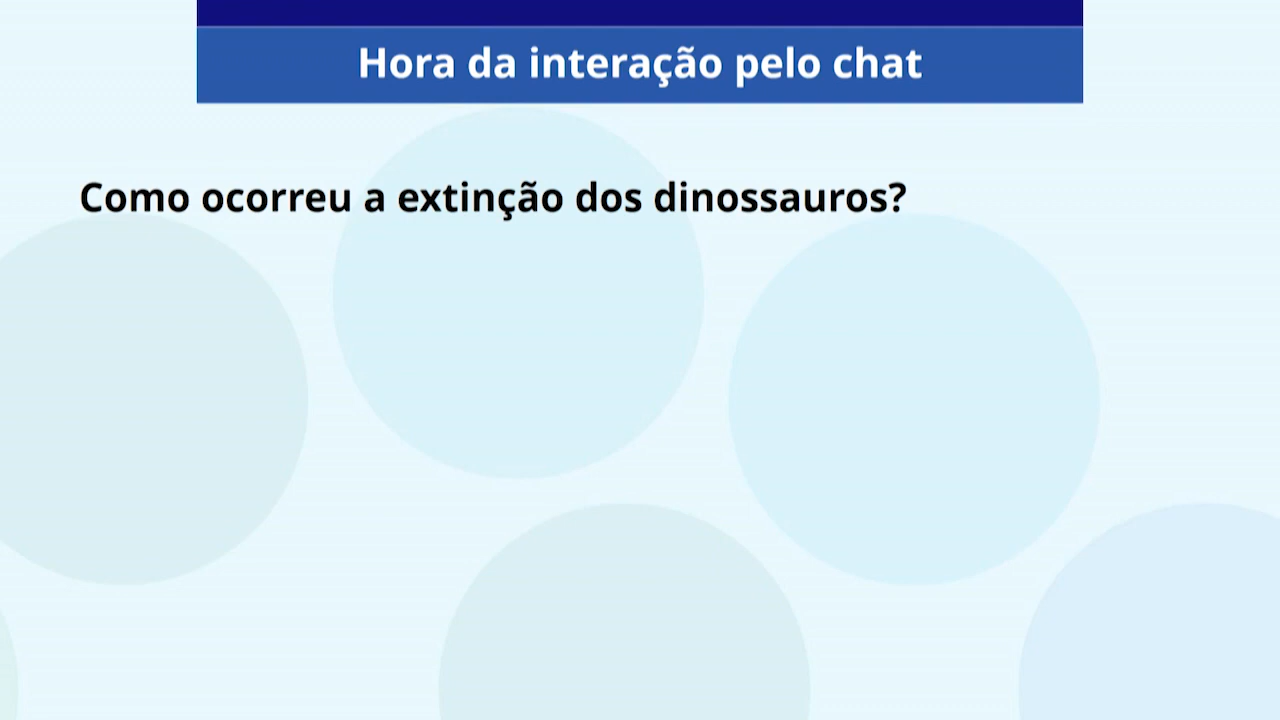 Hora da interação pelo chat
Como ocorreu a extinção dos dinossauros?